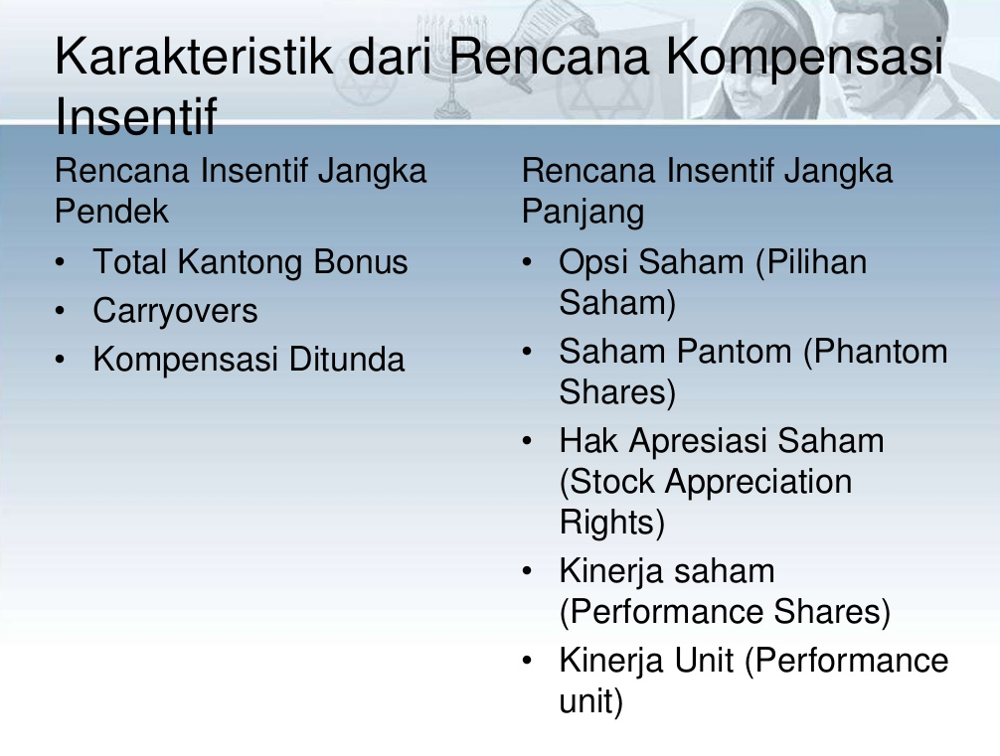 Karakteristik dari Rencana Kompensasi
Insentif
Rencana Insentif Jangka
Pendek
• Total Kantong Bonus
• Carryovers
• Kompensasi Ditunda
Rencana Insentif Jangka
Panjang
• Opsi Saham (Pilihan
Saham)
• Saham Pantom (Phantom
Shares)
• Hak Apresiasi Saham
(Stock Appreciation
Rights)
• Kinerja saham
(Performance Shares)
• Kinerja Unit (Performance
unit)